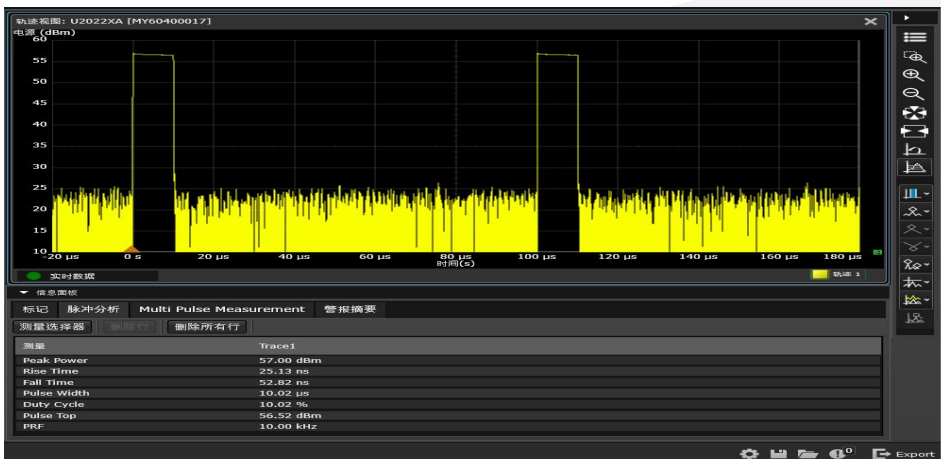 轨迹视图: U2022XA [MY60400017]
电源 (dBm)
60
55
50
45
40
35
30
25
20
15
10
-20 µs 0 s 20 µs 40 µs 60 µs 80 µs 100 µs 120 µs 140 µs 160 µs 180 µs
时间(s)
实时数据 轨迹 1
信息面板
标记 脉冲分析 Multi Pulse Measurement 警报摘要
测量选择器 删除行 删除所有行
测量 Trace1
Peak Power 57.00 dBm
Rise Time 25.13 ns
Fall Time 52.82 ns
Pulse Width 10.02 µs
Duty Cycle 10.02 %
Pulse Top 56.52 dBm
PRF 10.00 kHz
0 Export